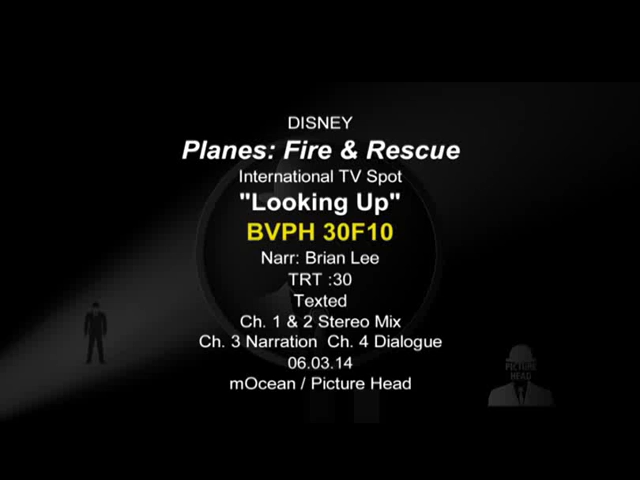 DISNEY
Planes: Fire & Rescue
International TV Spot
"Looking Up"
BVPH 30F10
Narr: Brian Lee
TRT :30
Texted
Ch. 1 & 2 Stereo Mix
Ch. 3 Narration  Ch. 4 Dialogue
06.03.14
mOcean / Picture Head
PICTURE
HEAD